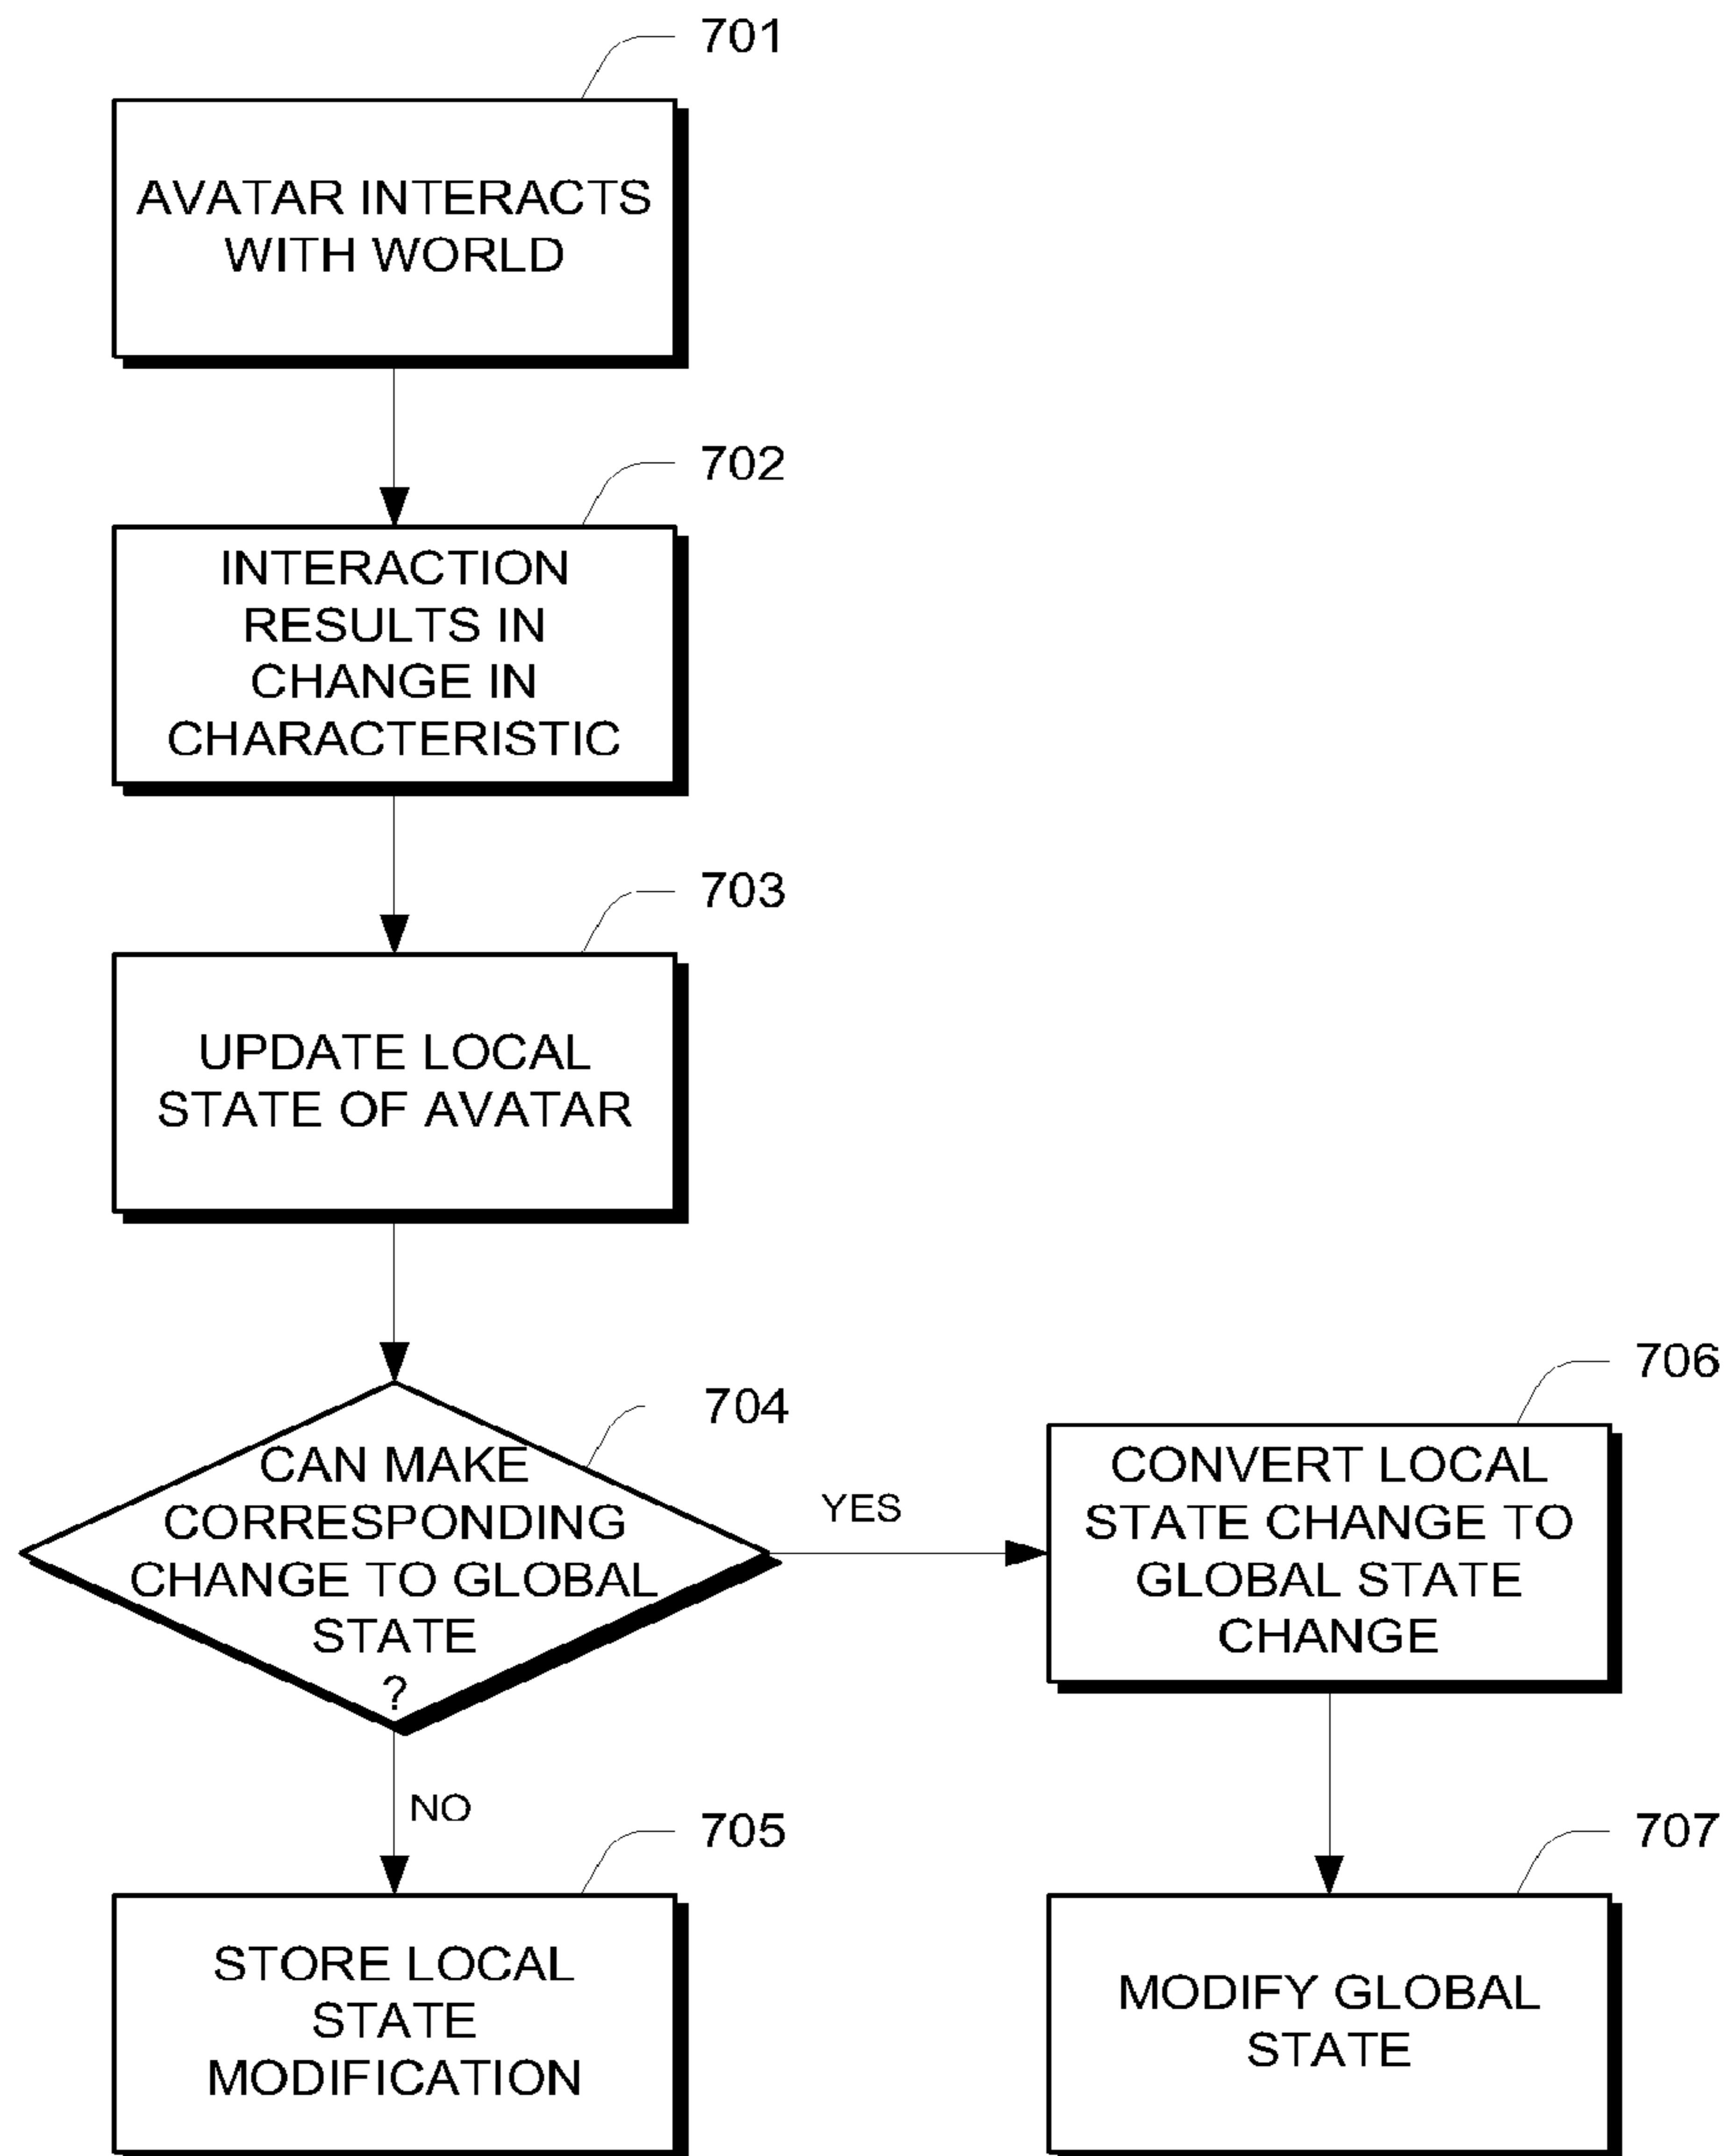 701
AVATAR INTERACTS
WITH WORLD
702
INTERACTION
RESULTS IN
CHANGE IN
CHARACTERISTIC
703
UPDATE LOCAL
STATE OF AVATAR
704
CAN MAKE
CORRESPONDING
CHANGE TO GLOBAL
STATE
?
YES
706
CONVERT LOCAL
STATE CHANGE TO
GLOBAL STATE
CHANGE
NO
705
STORE LOCAL
STATE
MODIFICATION
707
MODIFY GLOBAL
STATE